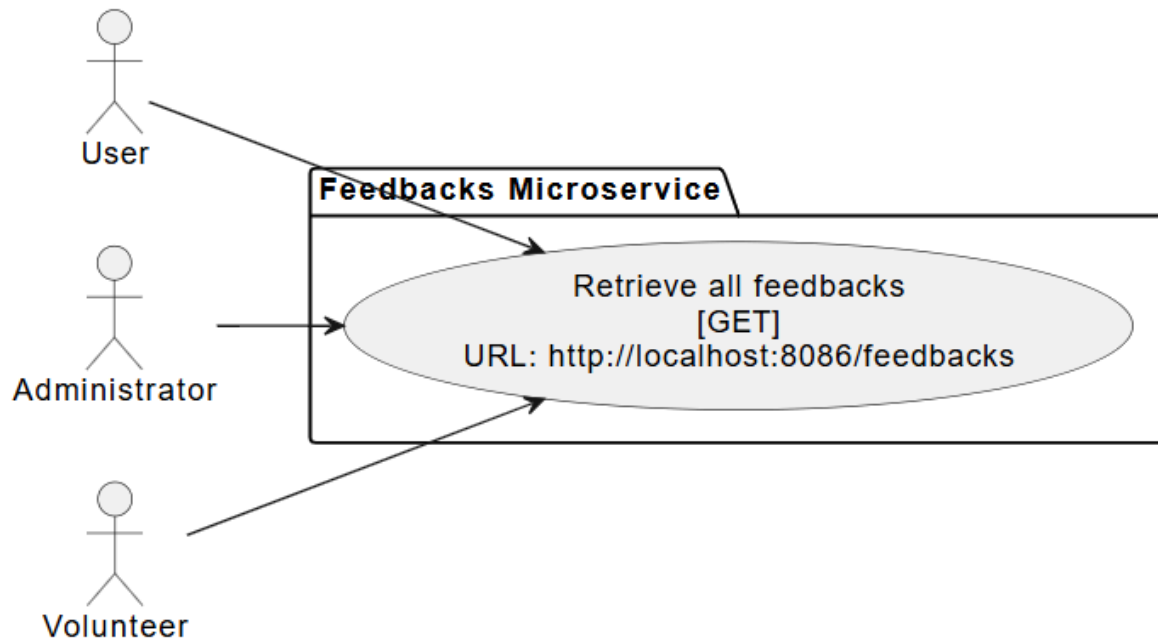 User
Feedbacks Microservice
Retrieve all feedbacks
[GET]
URL: http://localhost:8086/feedbacks
Administrator
Volunteer